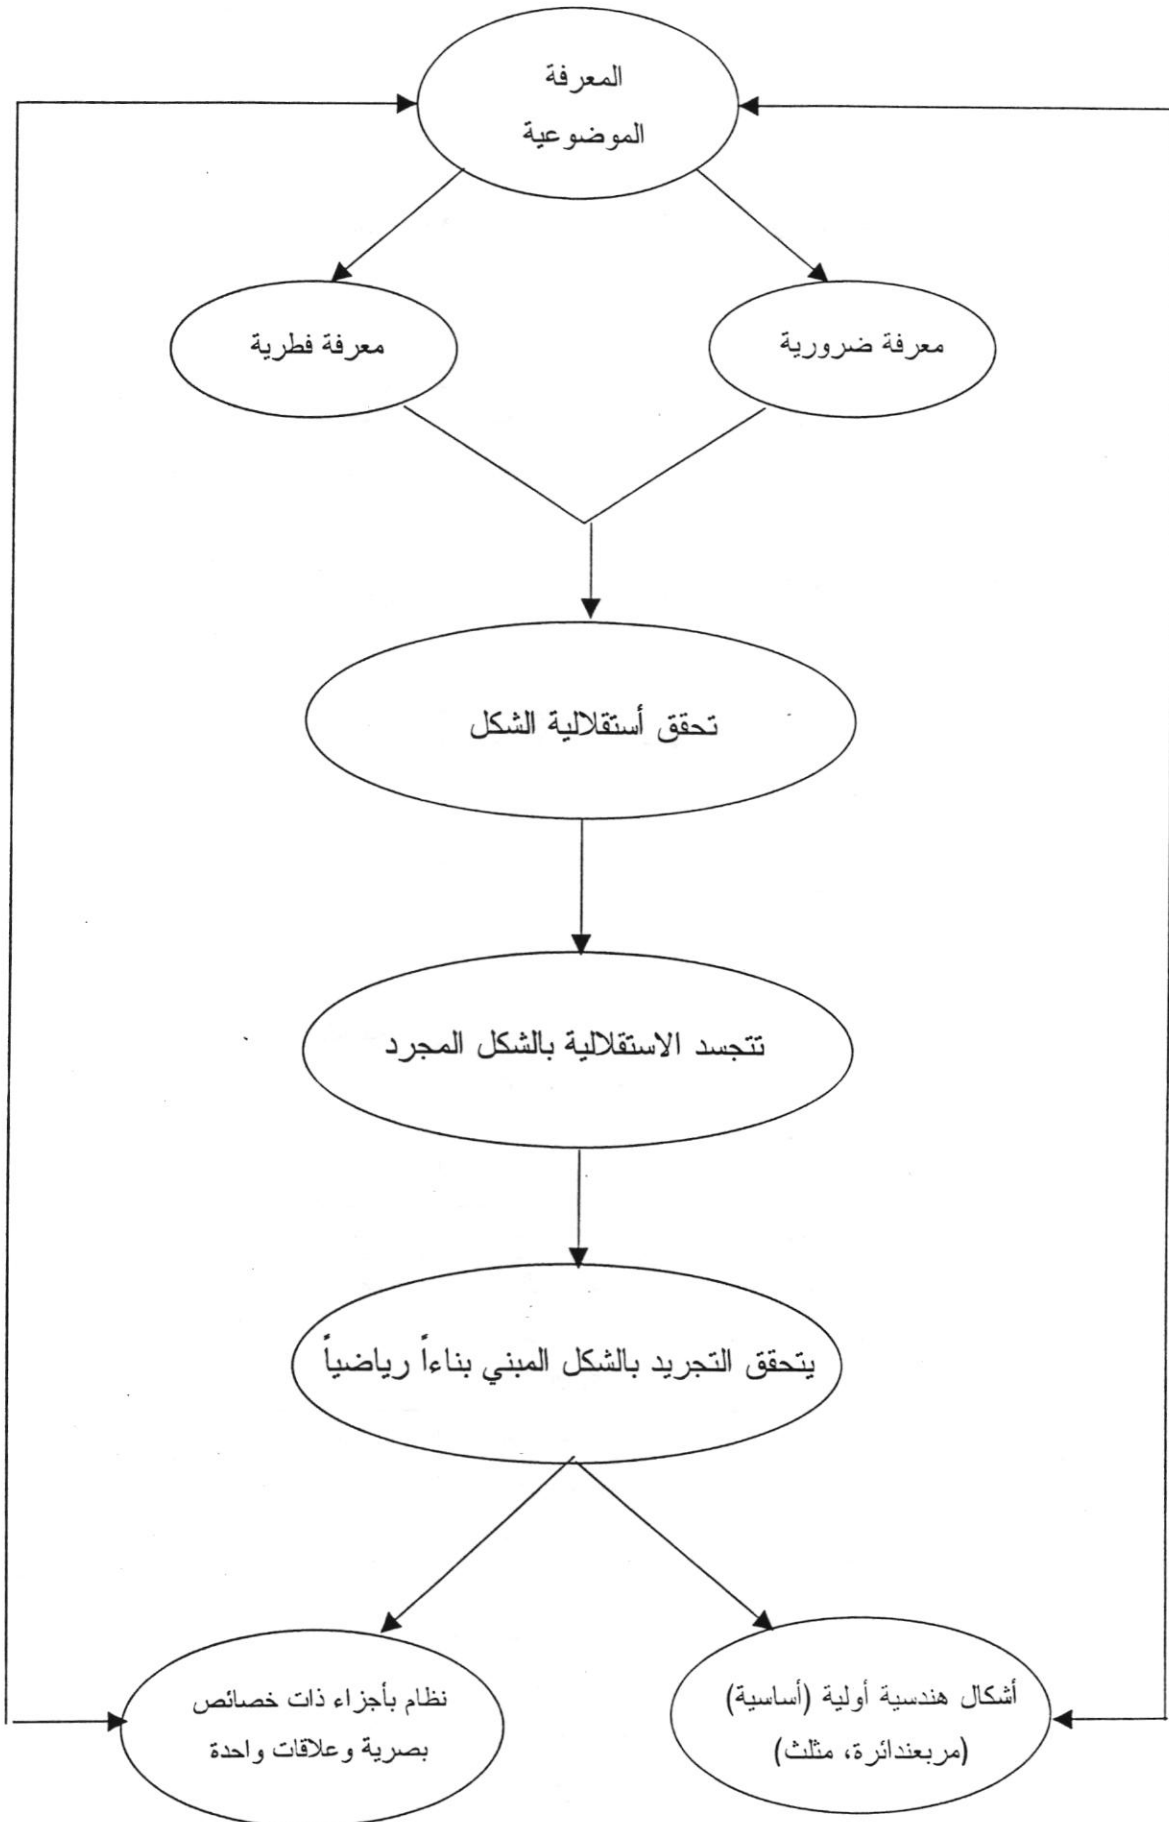 المعرفة
الموضوعية
معرفة ضرورية
معرفة فطرية
تحقق أستقلالية الشكل
تتجسد الاستقلالية بالشكل المجرد
يتحقق التجريد بالشكل المبني بناءاً رياضياً
أشكال هندسية أولية (أساسية)
(مربعندائرة، مثلث)
نظام بأجزاء ذات خصائص
بصرية وعلاقات واحدة